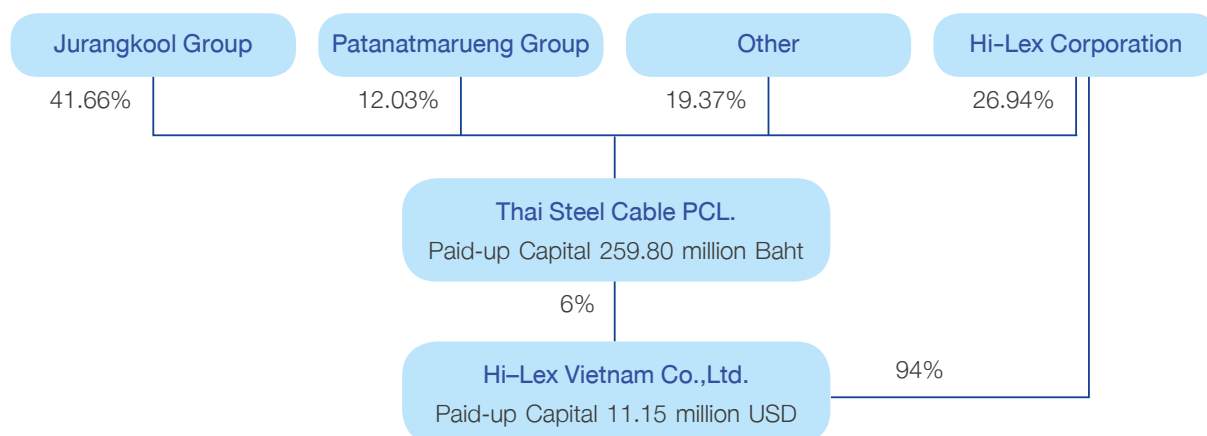 Jurangkool Group
Patanatmarueng Group
Other
Hi-Lex Corporation
41.66%
12.03%
19.37%
26.94%
Thai Steel Cable PCL.
Paid-up Capital 259.80 million Baht
6%
Hi–Lex Vietnam Co.,Ltd.
94%
Paid-up Capital 11.15 million USD